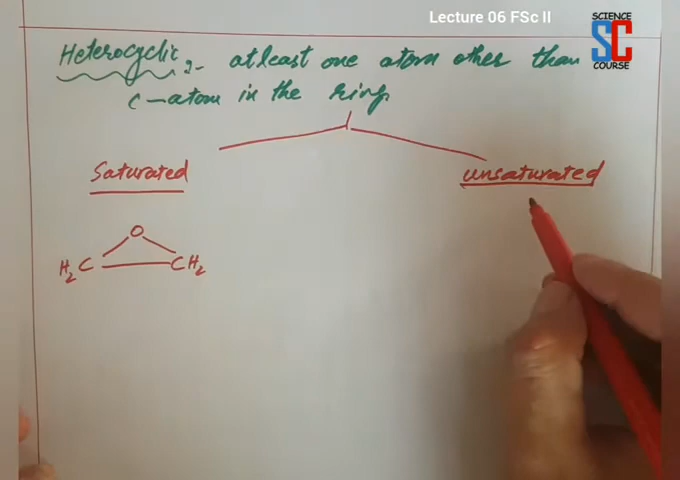 Lecture 06 FSc II
SCIENCE
SC
COURSE
Heterocyclic :- atleast one atom other than
C-atom in the ring
Saturated
unsaturated
O
H₂C CH₂